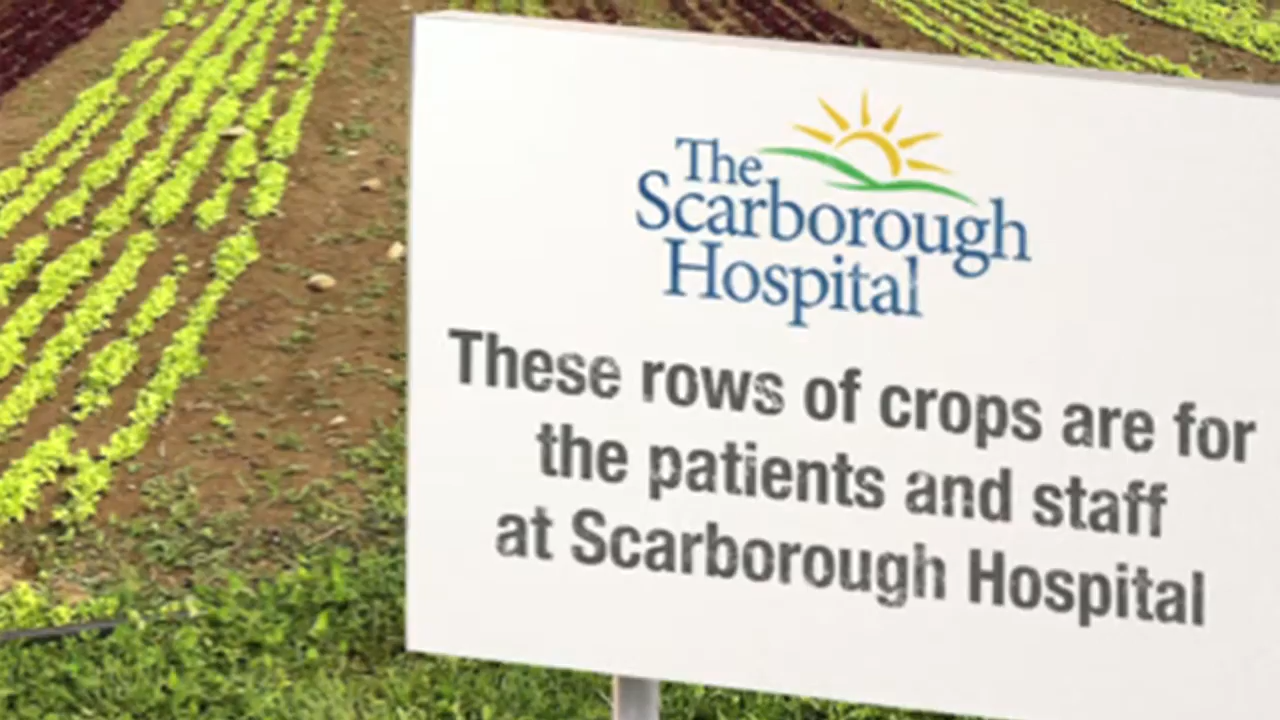 The
Scarborough
Hospital
These rows of crops are for
the patients and staff
at Scarborough Hospital